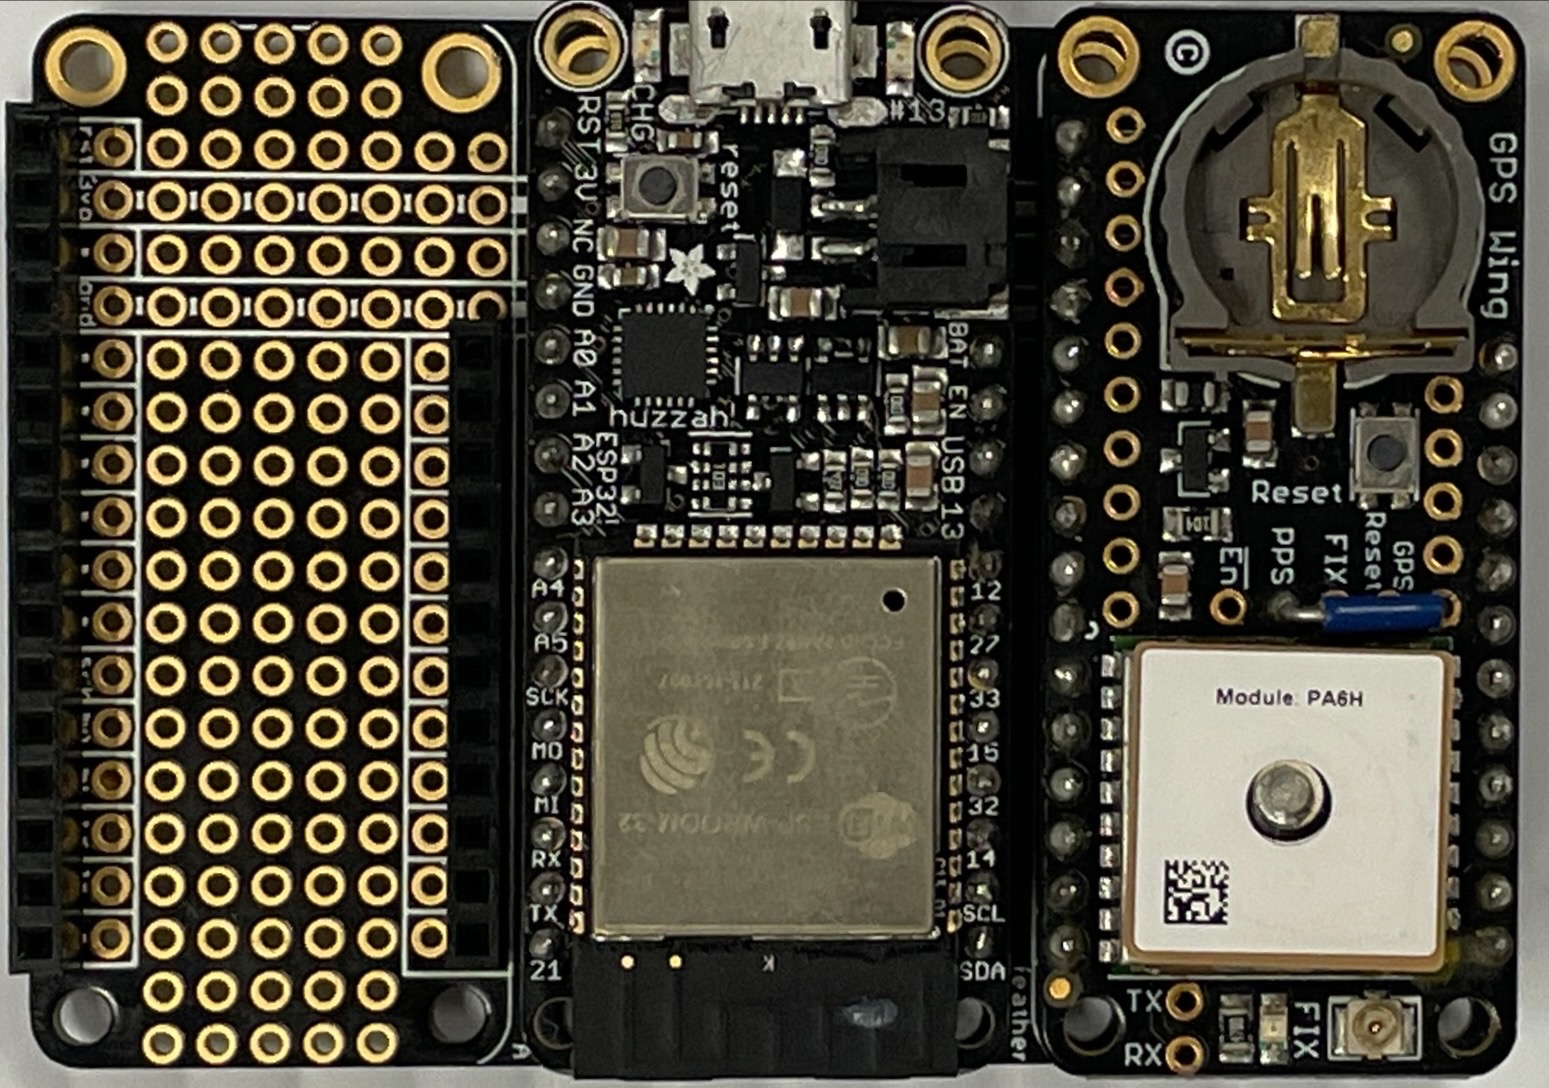 ©
GPS Wing
CHG
#13
reset
RST
3V
NC
GND
A0
A1
A2
A3
A4
A5
SCK
MO
MI
RX
TX
21
huzzah!
ESP32!
BAT
EN
USB
13
12
27
33
15
32
14
SCL
SDA
CE
K
feather
Reset
En
PPS
FIX
GPS
Reset
Module: PA6H
TX
RX
FIX